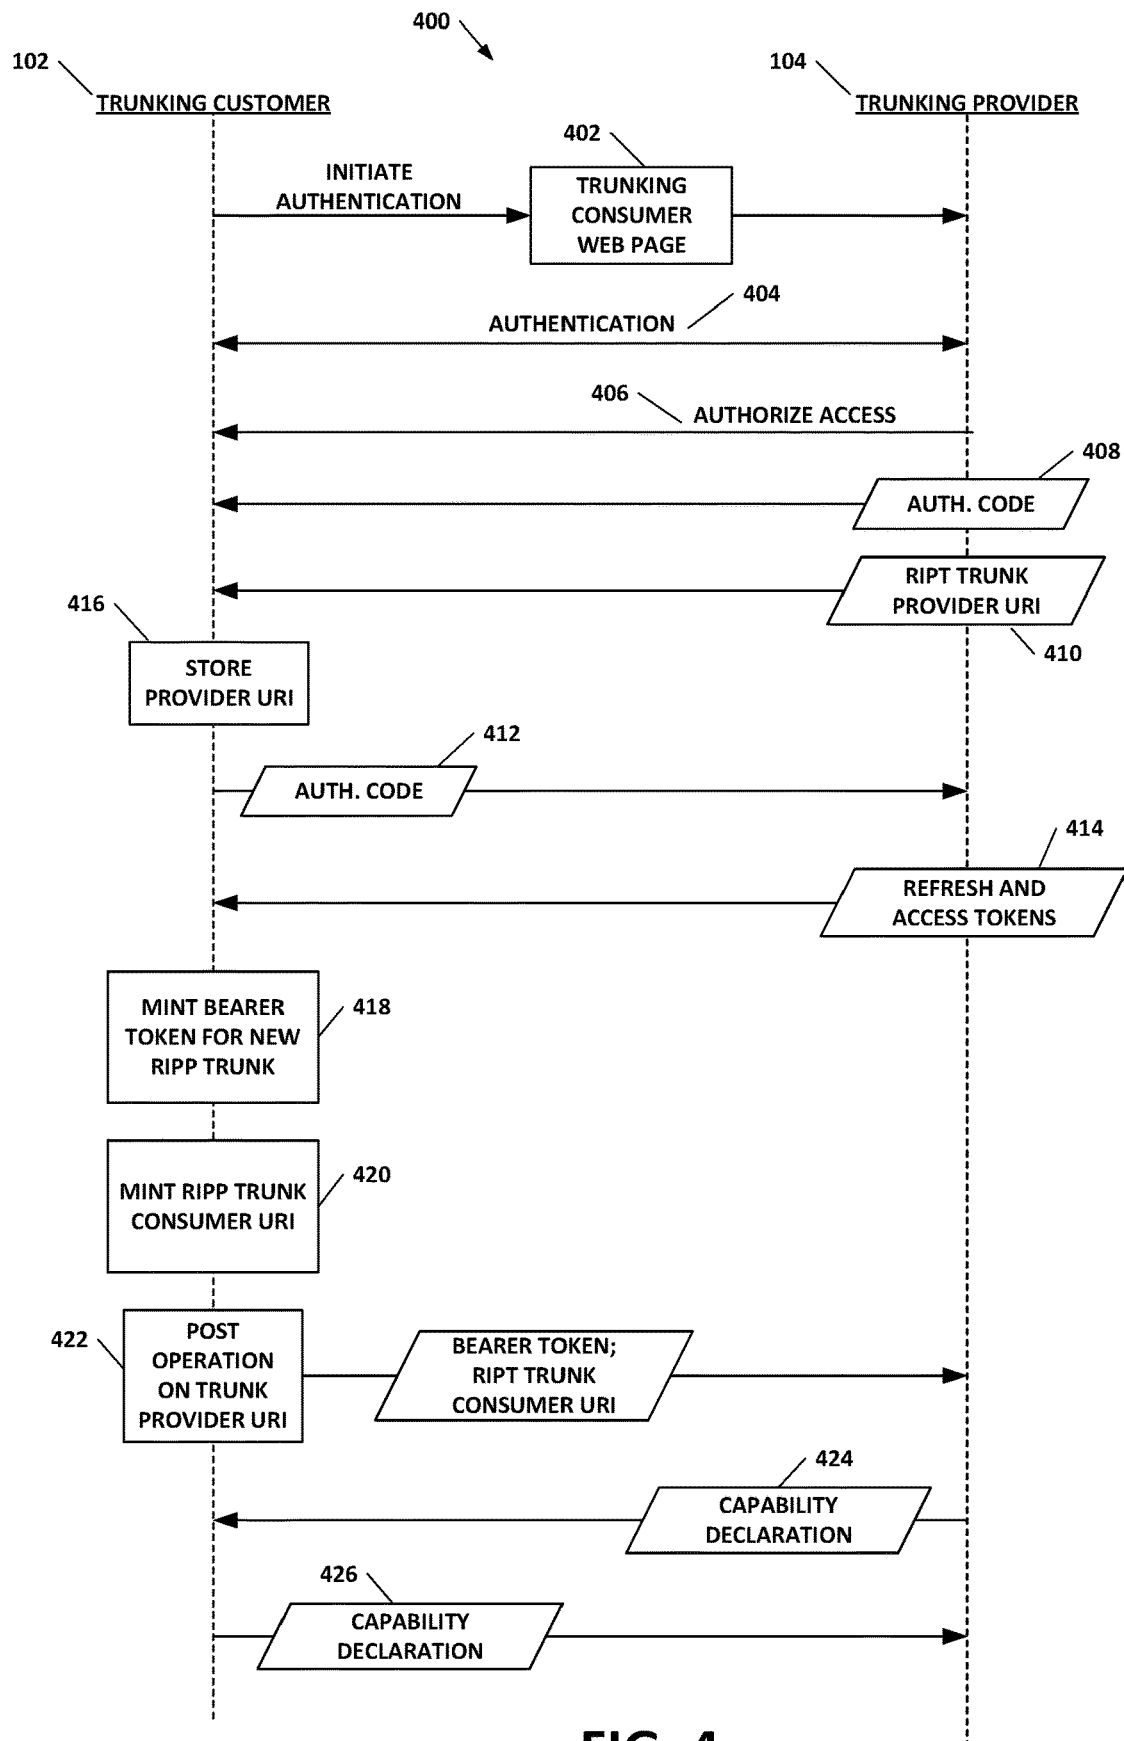 400
102
104
TRUNKING CUSTOMER
TRUNKING PROVIDER
402
INITIATE
AUTHENTICATION
TRUNKING
CONSUMER
WEB PAGE
404
AUTHENTICATION
406
AUTHORIZE ACCESS
408
AUTH. CODE
RIPT TRUNK
PROVIDER URI
410
416
STORE
PROVIDER URI
412
AUTH. CODE
414
REFRESH AND
ACCESS TOKENS
MINT BEARER
TOKEN FOR NEW
RIPP TRUNK
418
MINT RIPP TRUNK
CONSUMER URI
420
422
POST
OPERATION
ON TRUNK
PROVIDER URI
BEARER TOKEN;
RIPT TRUNK
CONSUMER URI
424
CAPABILITY
DECLARATION
426
CAPABILITY
DECLARATION
FIG. 4